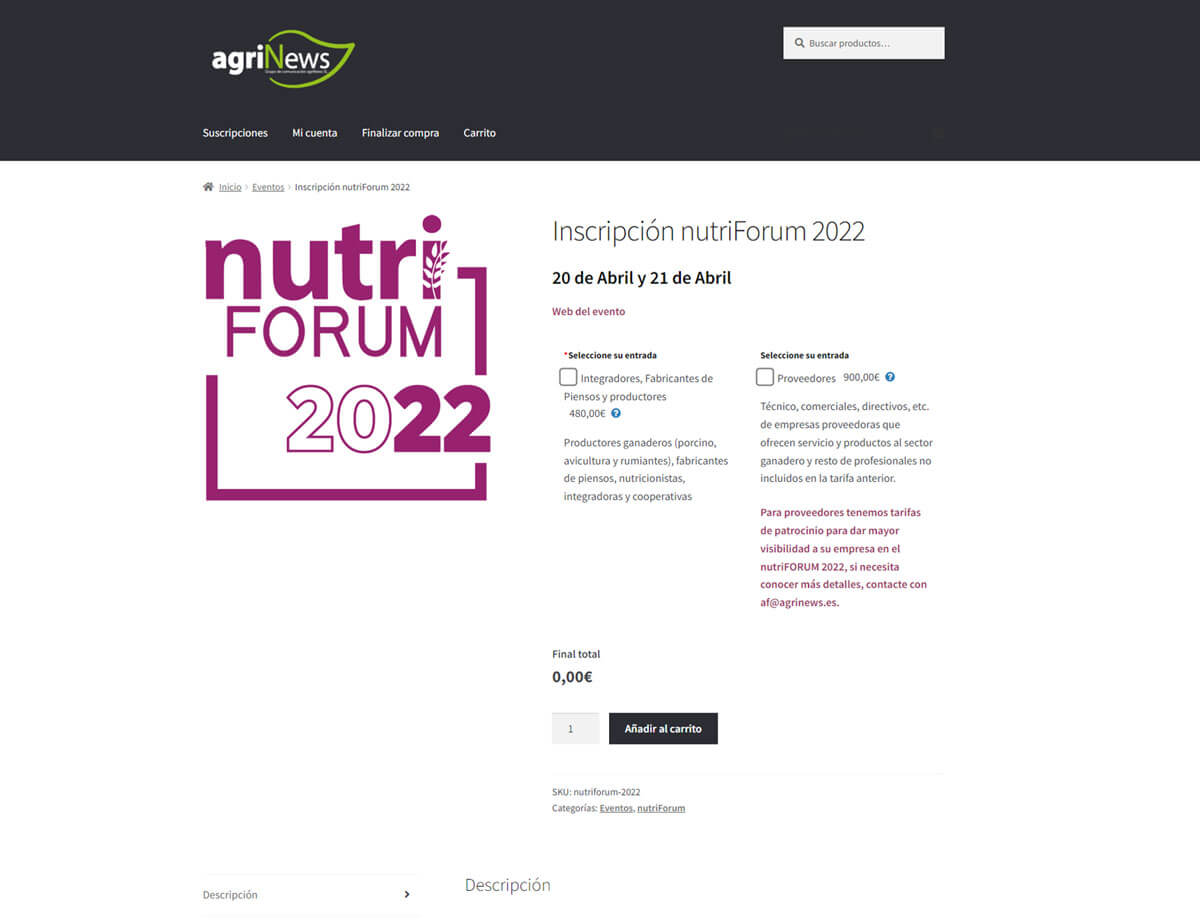 agriNews
Grupo de comunicación agriNews SL
Buscar productos…
Suscripciones Mi cuenta Finalizar compra Carrito
Inicio › Eventos › Inscripción nutriForum 2022
nutri
FORUM
2022
Inscripción nutriForum 2022
20 de Abril y 21 de Abril
Web del evento
*Seleccione su entrada
Integradores, Fabricantes de
Piensos y productores
480,00€ ?
Productores ganaderos (porcino,
avicultura y rumiantes), fabricantes
de piensos, nutricionistas,
integradoras y cooperativas
Seleccione su entrada
Proveedores 900,00€ ?
Técnico, comerciales, directivos, etc.
de empresas proveedoras que
ofrecen servicio y productos al sector
ganadero y resto de profesionales no
incluidos en la tarifa anterior.
Para proveedores tenemos tarifas
de patrocinio para dar mayor
visibilidad a su empresa en el
nutriFORUM 2022, si necesita
conocer más detalles, contacte con
af@agrinews.es.
Final total
0,00€
1 Añadir al carrito
SKU: nutriforum-2022
Categorías: Eventos, nutriForum
Descripción
Descripción